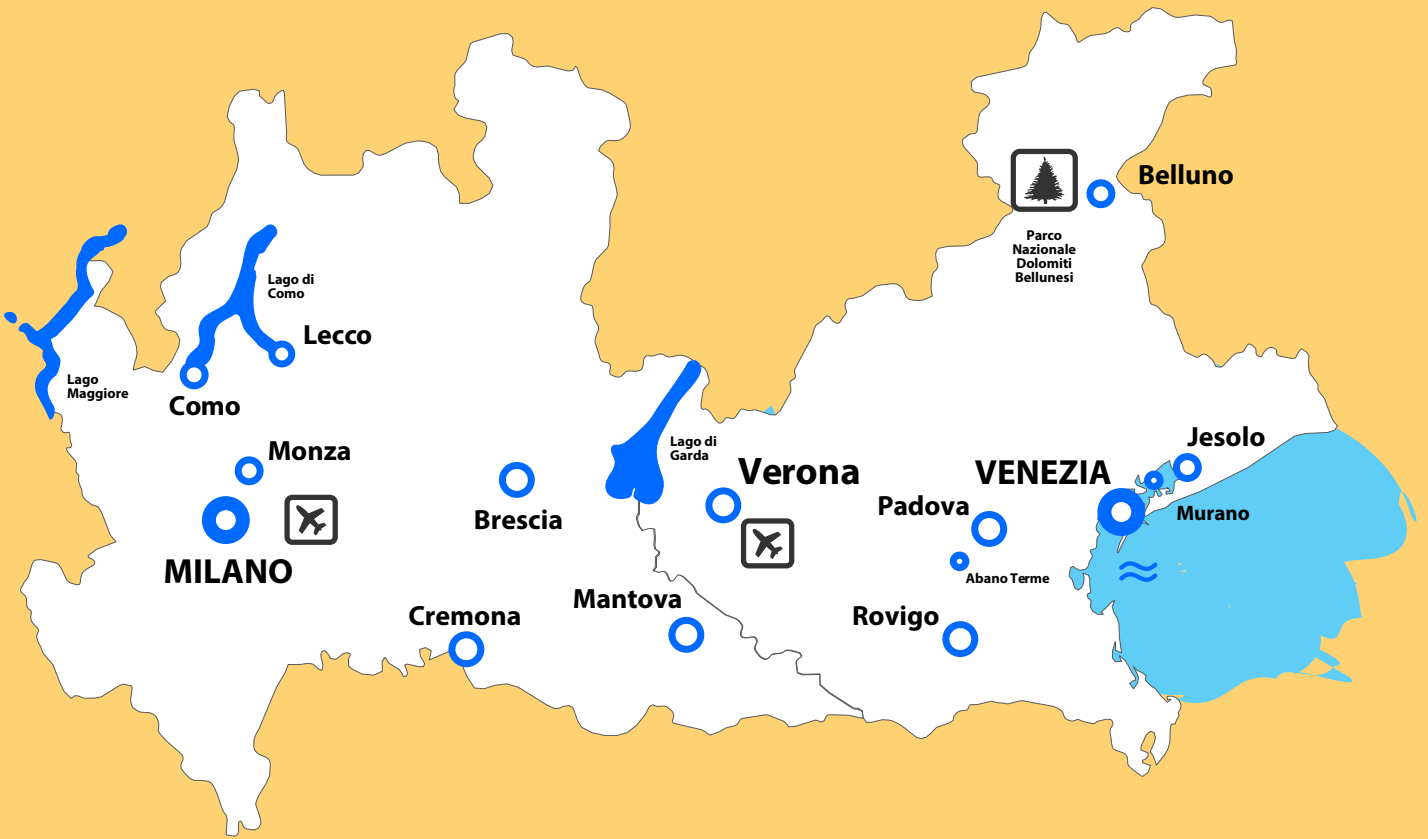 Belluno
Parco
Nazionale
Dolomiti
Bellunesi
Lago di
Como
Lecco
Lago
Maggiore
Como
Monza
MILANO
Brescia
Lago di
Garda
Verona
VENEZIA
Jesolo
Padova
Murano
Abano Terme
Mantova
Cremona
Rovigo